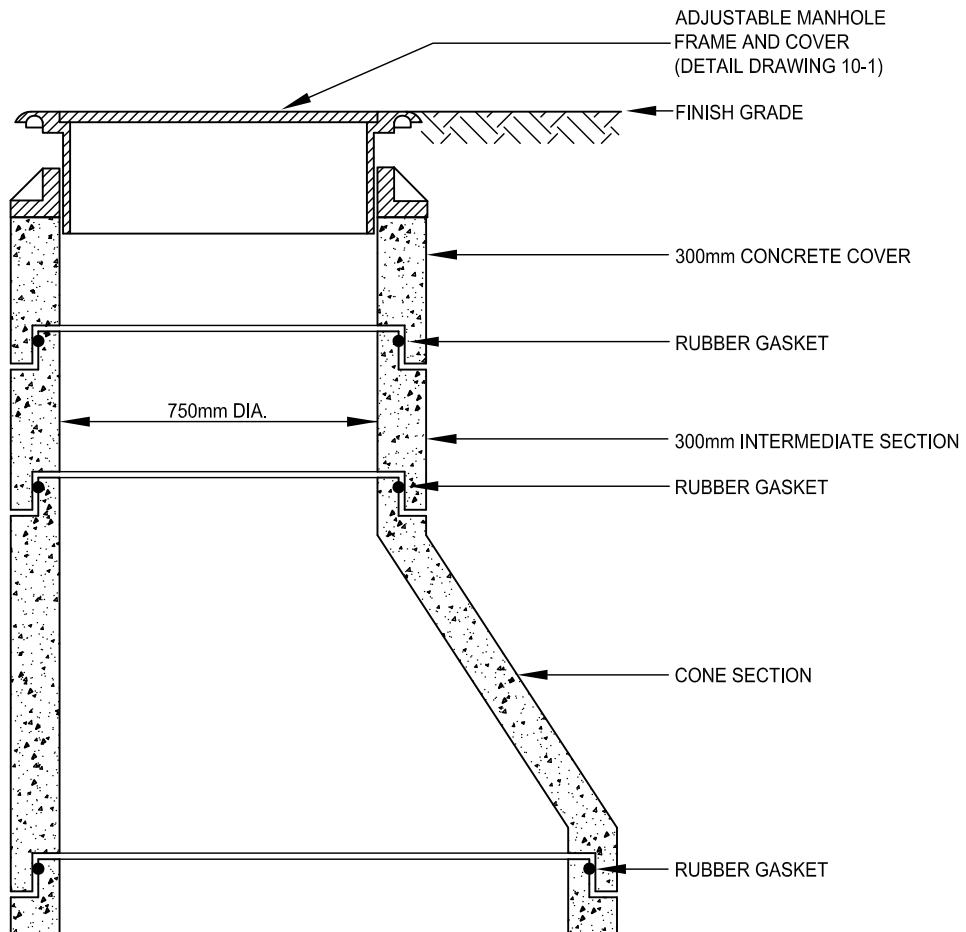 ADJUSTABLE MANHOLE
FRAME AND COVER
(DETAIL DRAWING 10-1)
FINISH GRADE
300mm CONCRETE COVER
RUBBER GASKET
750mm DIA.
300mm INTERMEDIATE SECTION
RUBBER GASKET
CONE SECTION
RUBBER GASKET